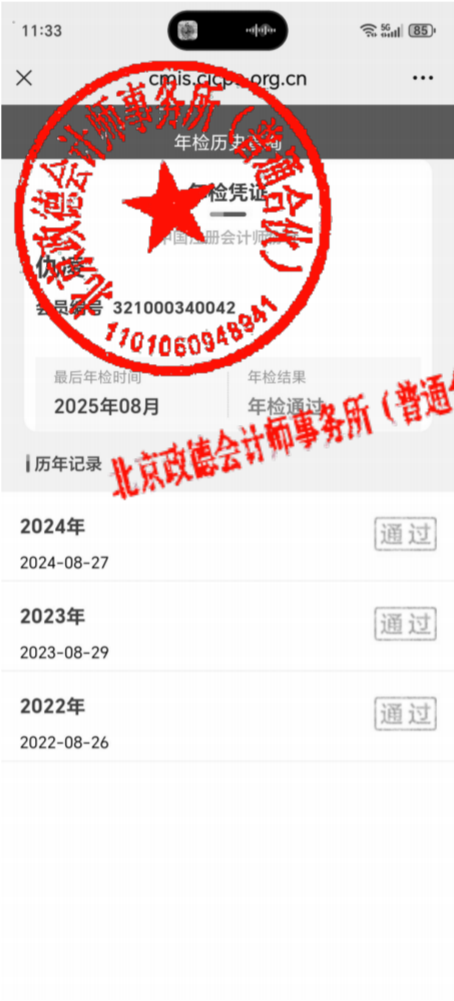 11:33
5G
85
cmis.cicpa.org.cn
年检历史查询
年检凭证
中国注册会计师协会
会员编号 321000340042
最后年检时间
年检结果
2025年08月
年检通过
历年记录
2024年
通过
2024-08-27
2023年
通过
2023-08-29
2022年
通过
2022-08-26
北京政德会计师事务所（普通合伙）
1101060948941
北京政德会计师事务所（普通合